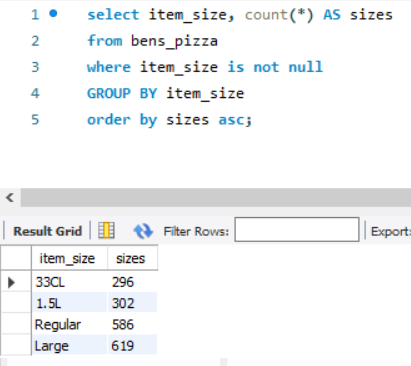 1 select item_size, count(*) AS sizes
2 from bens_pizza
3 where item_size is not null
4 GROUP BY item_size
5 order by sizes asc;
Result Grid Filter Rows: Export:
item_size sizes
33CL 296
1.5L 302
Regular 586
Large 619